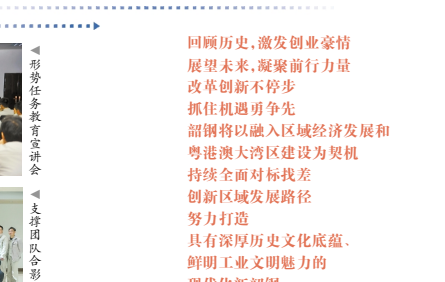 ◀形势任务教育宣讲会
◀支撑团队合影
回顾历史,激发创业豪情
展望未来,凝聚前行力量
改革创新不停步
抓住机遇勇争先
韶钢将以融入区域经济发展和
粤港澳大湾区建设为契机
持续全面对标找差
创新区域发展路径
努力打造
具有深厚历史文化底蕴、
鲜明工业文明魅力的